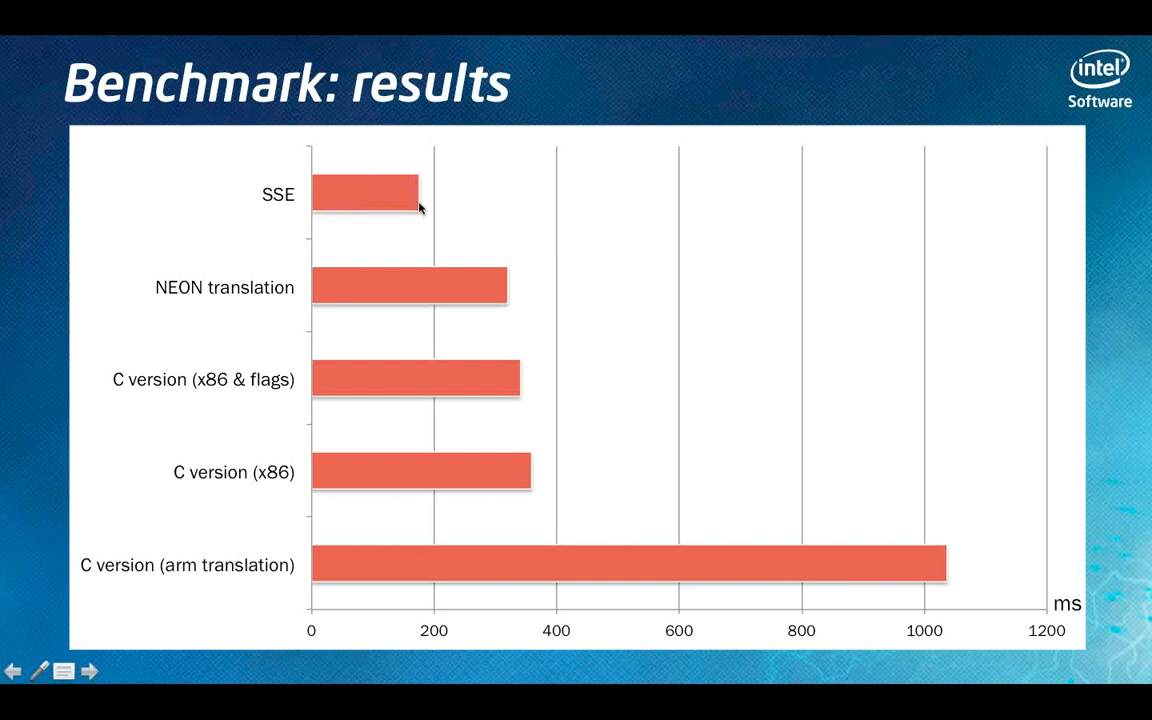 Benchmark: results
intel
Software
SSE
NEON translation
C version (x86 & flags)
C version (x86)
C version (arm translation)
ms
0 200 400 600 800 1000 1200